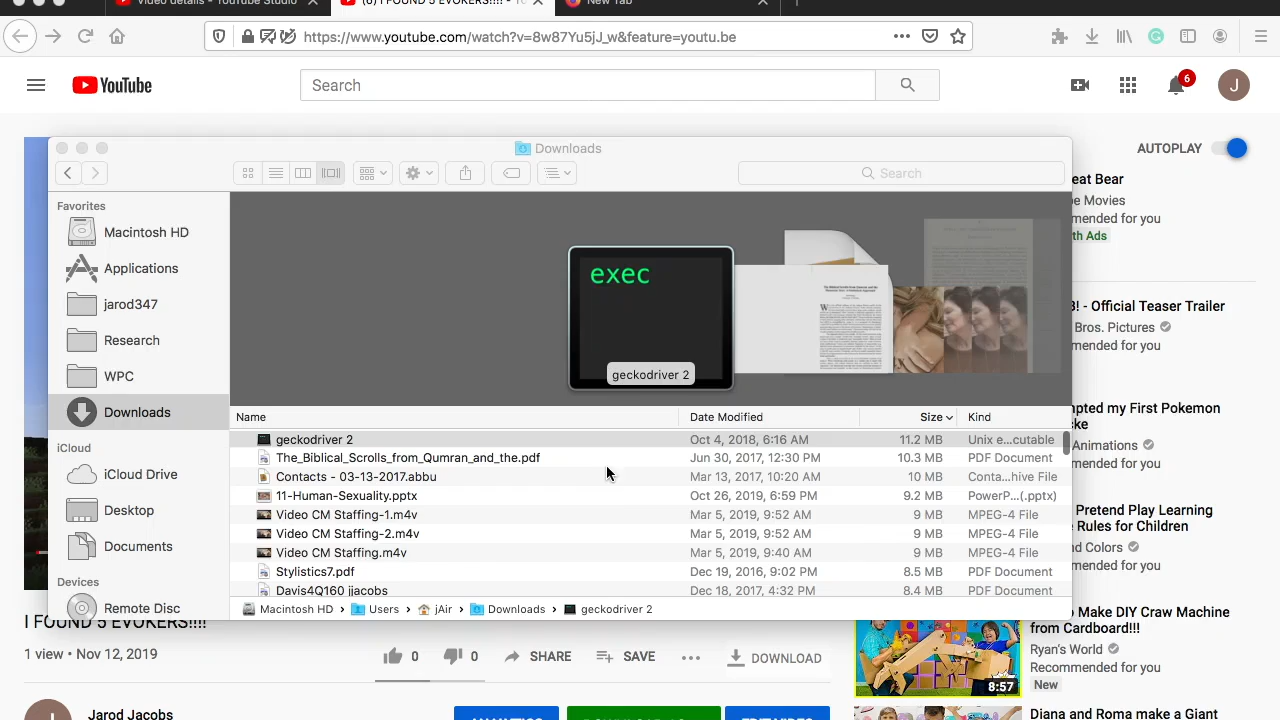 Video details - YouTube Studio
(6) I FOUND 5 EVOKERS!!!!
New Tab
https://www.youtube.com/watch?v=8w87Yu5jJ_w&feature=youtu.be
YouTube
Search
6
J
Downloads
Search
AUTOPLAY
Favorites
Macintosh HD
Applications
jarod347
Research
WPC
Downloads
iCloud
iCloud Drive
Desktop
Documents
Devices
Remote Disc
exec
geckodriver 2
Name Date Modified Size Kind
geckodriver 2 Oct 4, 2018, 6:16 AM 11.2 MB Unix e...cutable
The_Biblical_Scrolls_from_Qumran_and_the.pdf Jun 30, 2017, 12:30 PM 10.3 MB PDF Document
Contacts - 03-13-2017.abbu Mar 13, 2017, 10:20 AM 10 MB Conta...hive File
11-Human-Sexuality.pptx Oct 26, 2019, 6:59 PM 9.2 MB PowerP...(.pptx)
Video CM Staffing-1.m4v Mar 5, 2019, 9:52 AM 9 MB MPEG-4 File
Video CM Staffing-2.m4v Mar 5, 2019, 9:52 AM 9 MB MPEG-4 File
Video CM Staffing.m4v Mar 5, 2019, 9:40 AM 9 MB MPEG-4 File
Stylistics7.pdf Dec 19, 2016, 9:02 PM 8.5 MB PDF Document
Davis4Q160 jjacobs Dec 18, 2017, 4:32 PM 8.4 MB PDF Document
Macintosh HD › Users › jAir › Downloads › geckodriver 2
eat Bear
e Movies
mended for you
th Ads
3! - Official Teaser Trailer
Bros. Pictures
mended for you
pted my First Pokemon
ke
Animations
mended for you
Pretend Play Learning
Rules for Children
d Colors
mended for you
Make DIY Craw Machine
from Cardboard!!!
Ryan's World
Recommended for you
New
8:57
Diana and Roma make a Giant
I FOUND 5 EVOKERS!!!!
1 view • Nov 12, 2019
0
0
SHARE
SAVE
DOWNLOAD
Jarod Jacobs
ANALYTICS
EDIT VIDEO